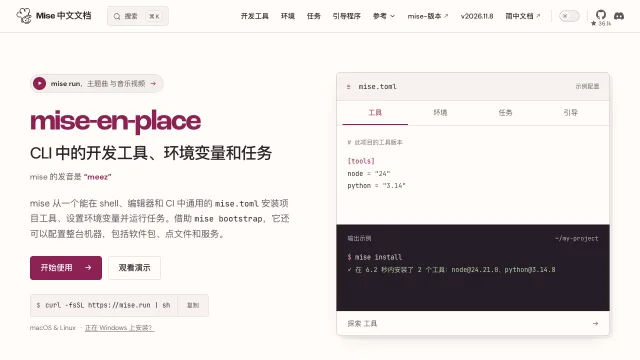 Mise 中文文档
搜索 ⌘K
开发工具 环境 任务 引导程序 参考 mise-版本 v2026.11.8 简中文档
36.1k
mise run，主题曲 与音乐视频 →
mise-en-place
CLI 中的开发工具、环境变量和任务
mise 的发音是 “meez”
mise 从一个能在 shell、编辑器和 CI 中通用的 mise.toml 安装项
目工具、设置环境变量并运行任务。借助 mise bootstrap，它还
可以配置整台机器，包括软件包、点文件和服务。
开始使用 →
观看演示
$ curl -fsSL https://mise.run | sh 复制
macOS & Linux · 正在 Windows 上安装？
mise.toml 示例配置
工具 环境 任务 引导
# 此项目的工具版本
[tools]
node = "24"
python = "3.14"
输出示例 ~/my-project
$ mise install
✓ 在 6.2 秒内安装了 2 个工具：node@24.21.0、python@3.14.8
探索 工具 →